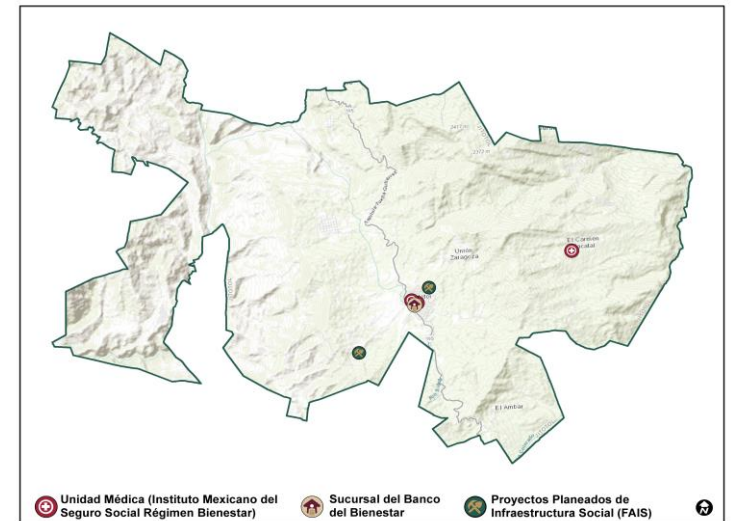 Unión
Zaragoza
El Carmen
El Ambar
Unidad Médica (Instituto Mexicano del
Seguro Social Régimen Bienestar)
Sucursal del Banco
del Bienestar
Proyectos Planeados de
Infraestructura Social (FAIS)
N